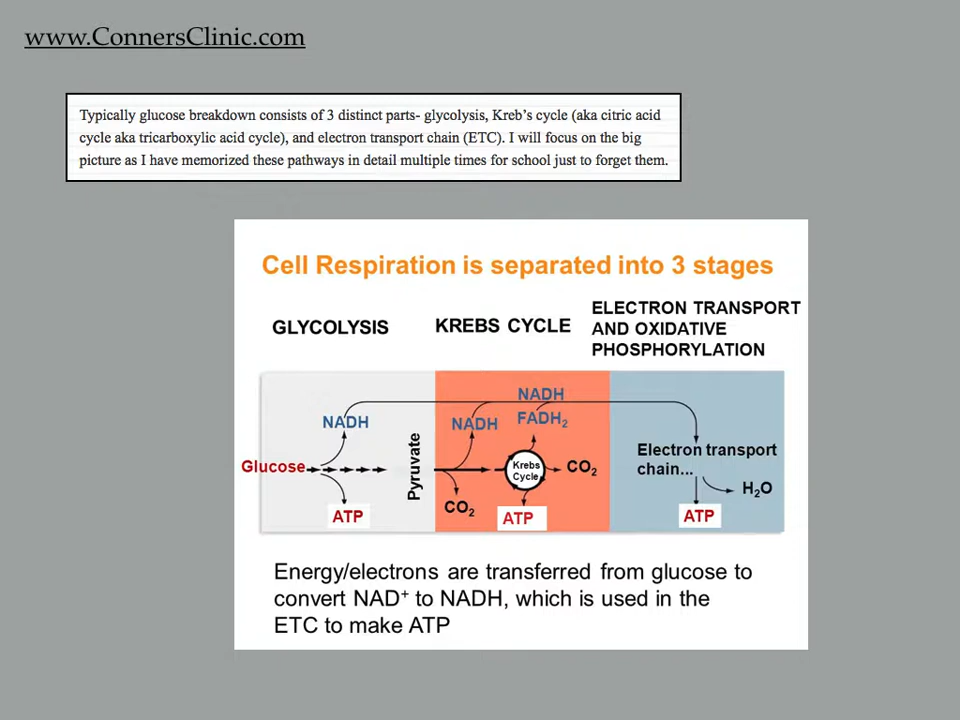 www.ConnersClinic.com
Typically glucose breakdown consists of 3 distinct parts- glycolysis, Kreb's cycle (aka citric acid
cycle aka tricarboxylic acid cycle), and electron transport chain (ETC). I will focus on the big
picture as I have memorized these pathways in detail multiple times for school just to forget them.
Cell Respiration is separated into 3 stages
GLYCOLYSIS
KREBS CYCLE
ELECTRON TRANSPORT
AND OXIDATIVE
PHOSPHORYLATION
NADH
Glucose
ATP
Pyruvate
NADH
NADH
FADH₂
Krebs
Cycle
CO₂
CO₂
ATP
Electron transport
chain...
H₂O
ATP
Energy/electrons are transferred from glucose to
convert NAD⁺ to NADH, which is used in the
ETC to make ATP